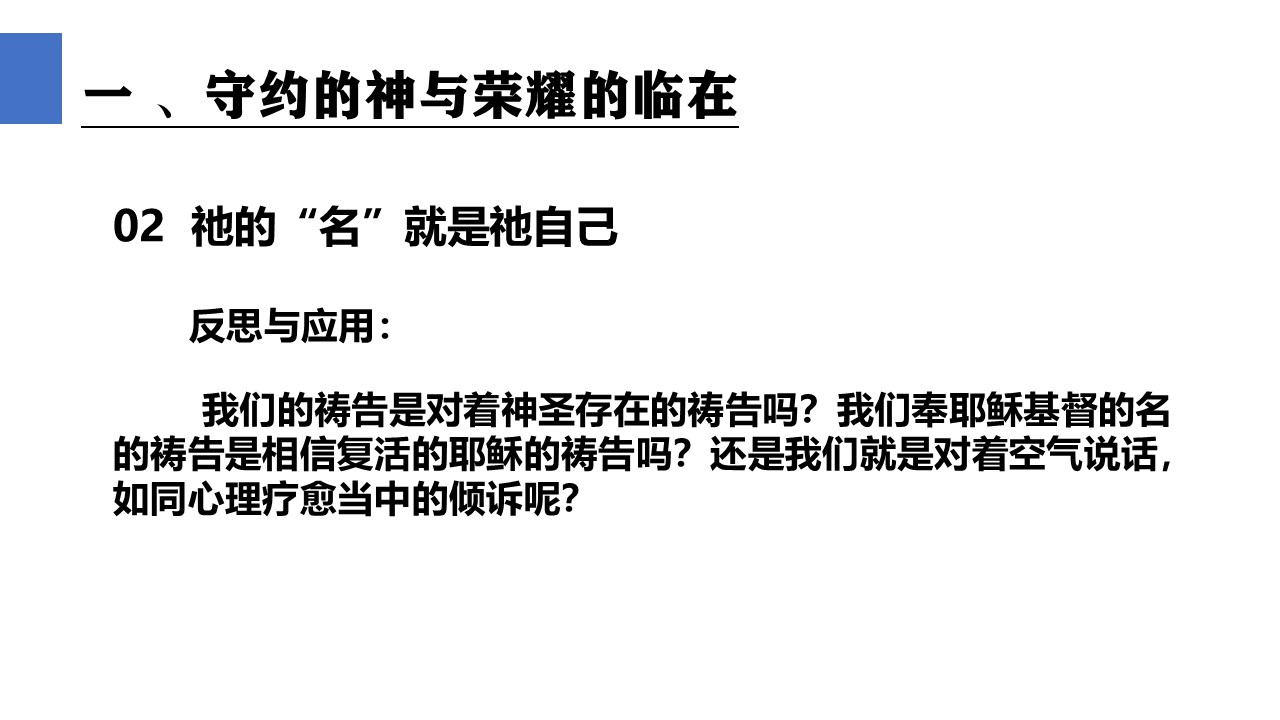 一 、守约的神与荣耀的临在
02 祂的“名”就是祂自己
反思与应用：
我们的祷告是对着神圣存在的祷告吗？我们奉耶稣基督的名
的祷告是相信复活的耶稣的祷告吗？还是我们就是对着空气说话，
如同心理疗愈当中的倾诉呢？